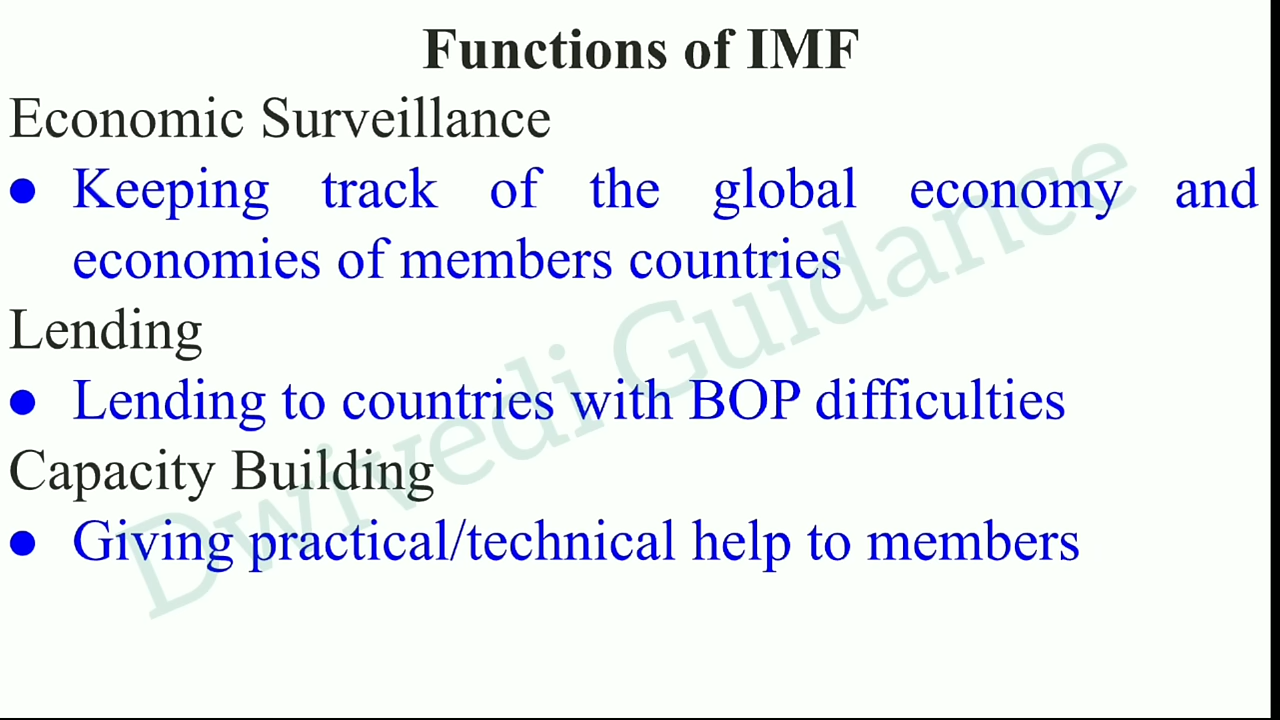 Functions of IMF
Economic Surveillance
● Keeping track of the global economy and
economies of members countries
Lending
● Lending to countries with BOP difficulties
Capacity Building
● Giving practical/technical help to members
Dwivedi Guidance